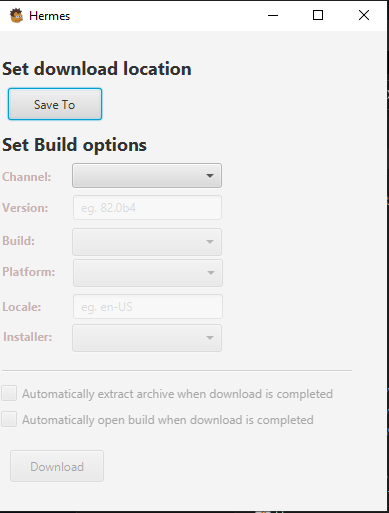 Hermes
Set download location
Save To
Set Build options
Channel:
Version: eg. 82.0b4
Build:
Platform:
Locale: eg. en-US
Installer:
Automatically extract archive when download is completed
Automatically open build when download is completed
Download